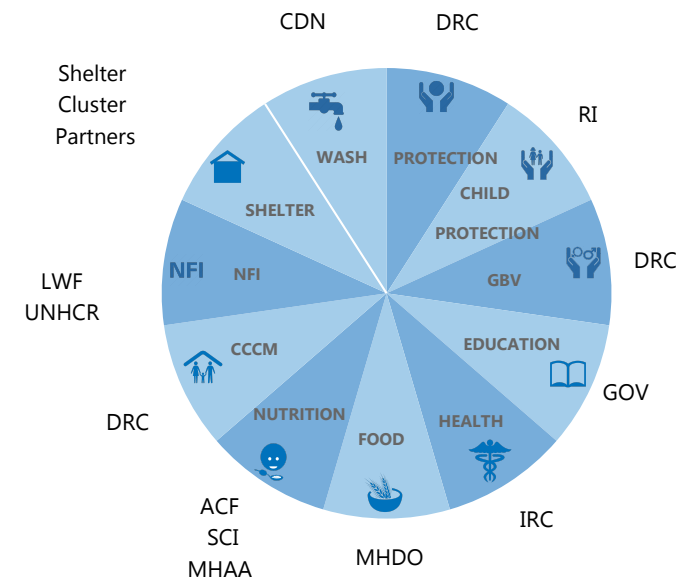 CDN
DRC
Shelter
Cluster
Partners
RI
WASH
PROTECTION
CHILD
PROTECTION
SHELTER
NFI
NFI
GBV
DRC
LWF
UNHCR
CCCM
EDUCATION
GOV
DRC
NUTRITION
FOOD
HEALTH
ACF
SCI
MHAA
MHDO
IRC